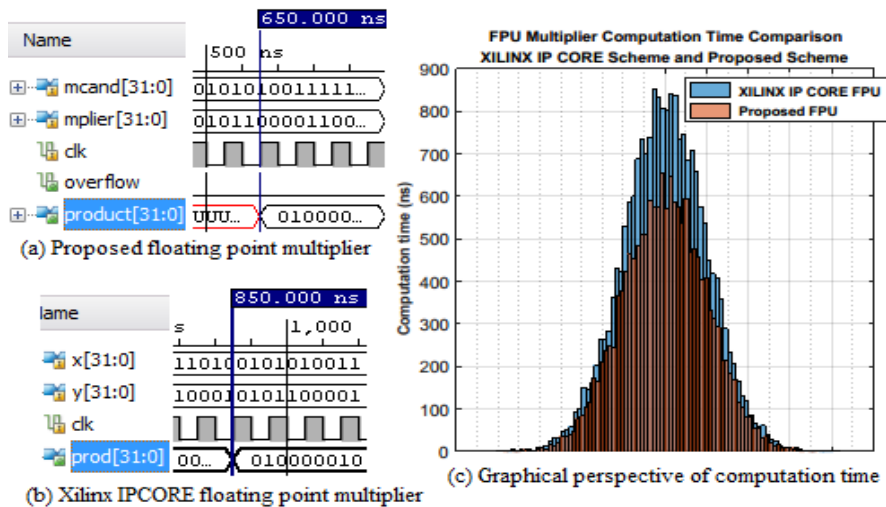 650.000 ns
Name
500 ns
mcand[31:0]
0101010011111...
mplier[31:0]
0101100001100...
clk
overflow
product[31:0]
UUU...
010000...
(a) Proposed floating point multiplier
850.000 ns
lame
s
1,000
x[31:0]
110100101010011
y[31:0]
100010101100001
clk
prod[31:0]
00...
010000010
(b) Xilinx IPCORE floating point multiplier
FPU Multiplier Computation Time Comparison
XILINX IP CORE Scheme and Proposed Scheme
900
800
700
600
500
400
300
200
100
0
Computation time (ns)
XILINX IP CORE FPU
Proposed FPU
(c) Graphical perspective of computation time